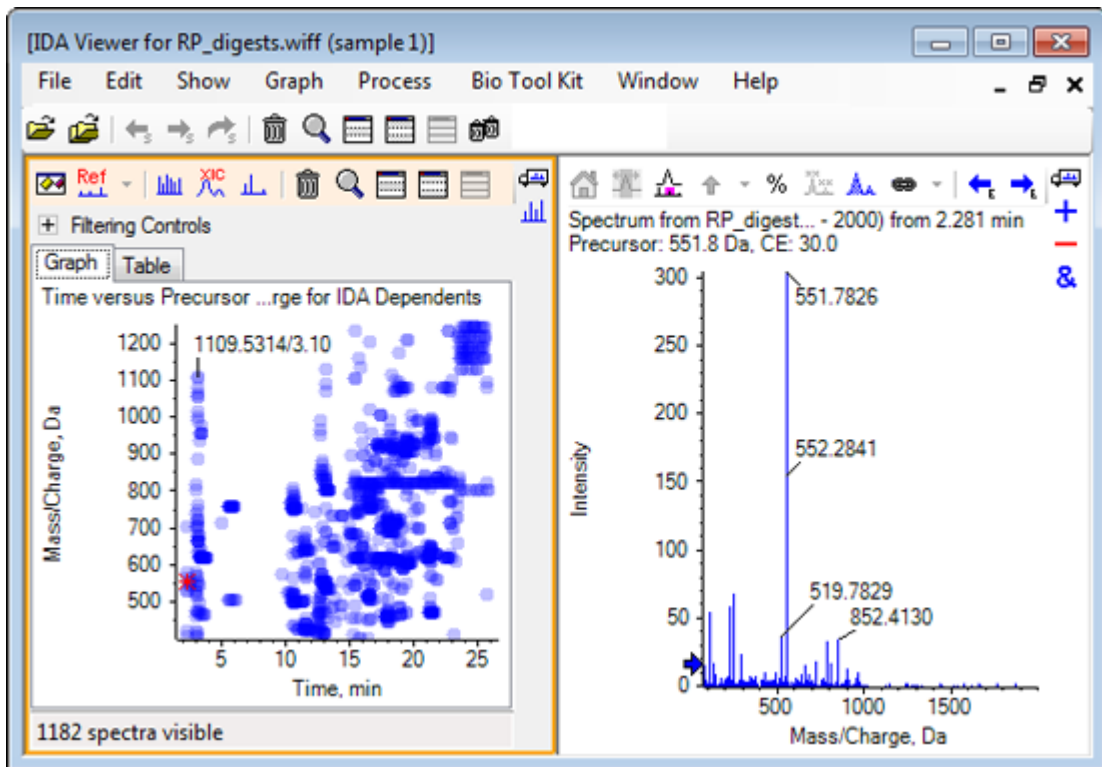 [IDA Viewer for RP_digests.wiff (sample 1)]
File Edit Show Graph Process Bio Tool Kit Window Help
Ref XIC
Filtering Controls
Graph Table
Time versus Precursor ...rge for IDA Dependents
1109.5314/3.10
Mass/Charge, Da
1200
1100
1000
900
800
700
600
500
5 10 15 20 25
Time, min
1182 spectra visible
%
Spectrum from RP_digest... - 2000) from 2.281 min
Precursor: 551.8 Da, CE: 30.0
&
Intensity
300
250
200
150
100
50
0
551.7826
552.2841
519.7829
852.4130
500 1000 1500
Mass/Charge, Da